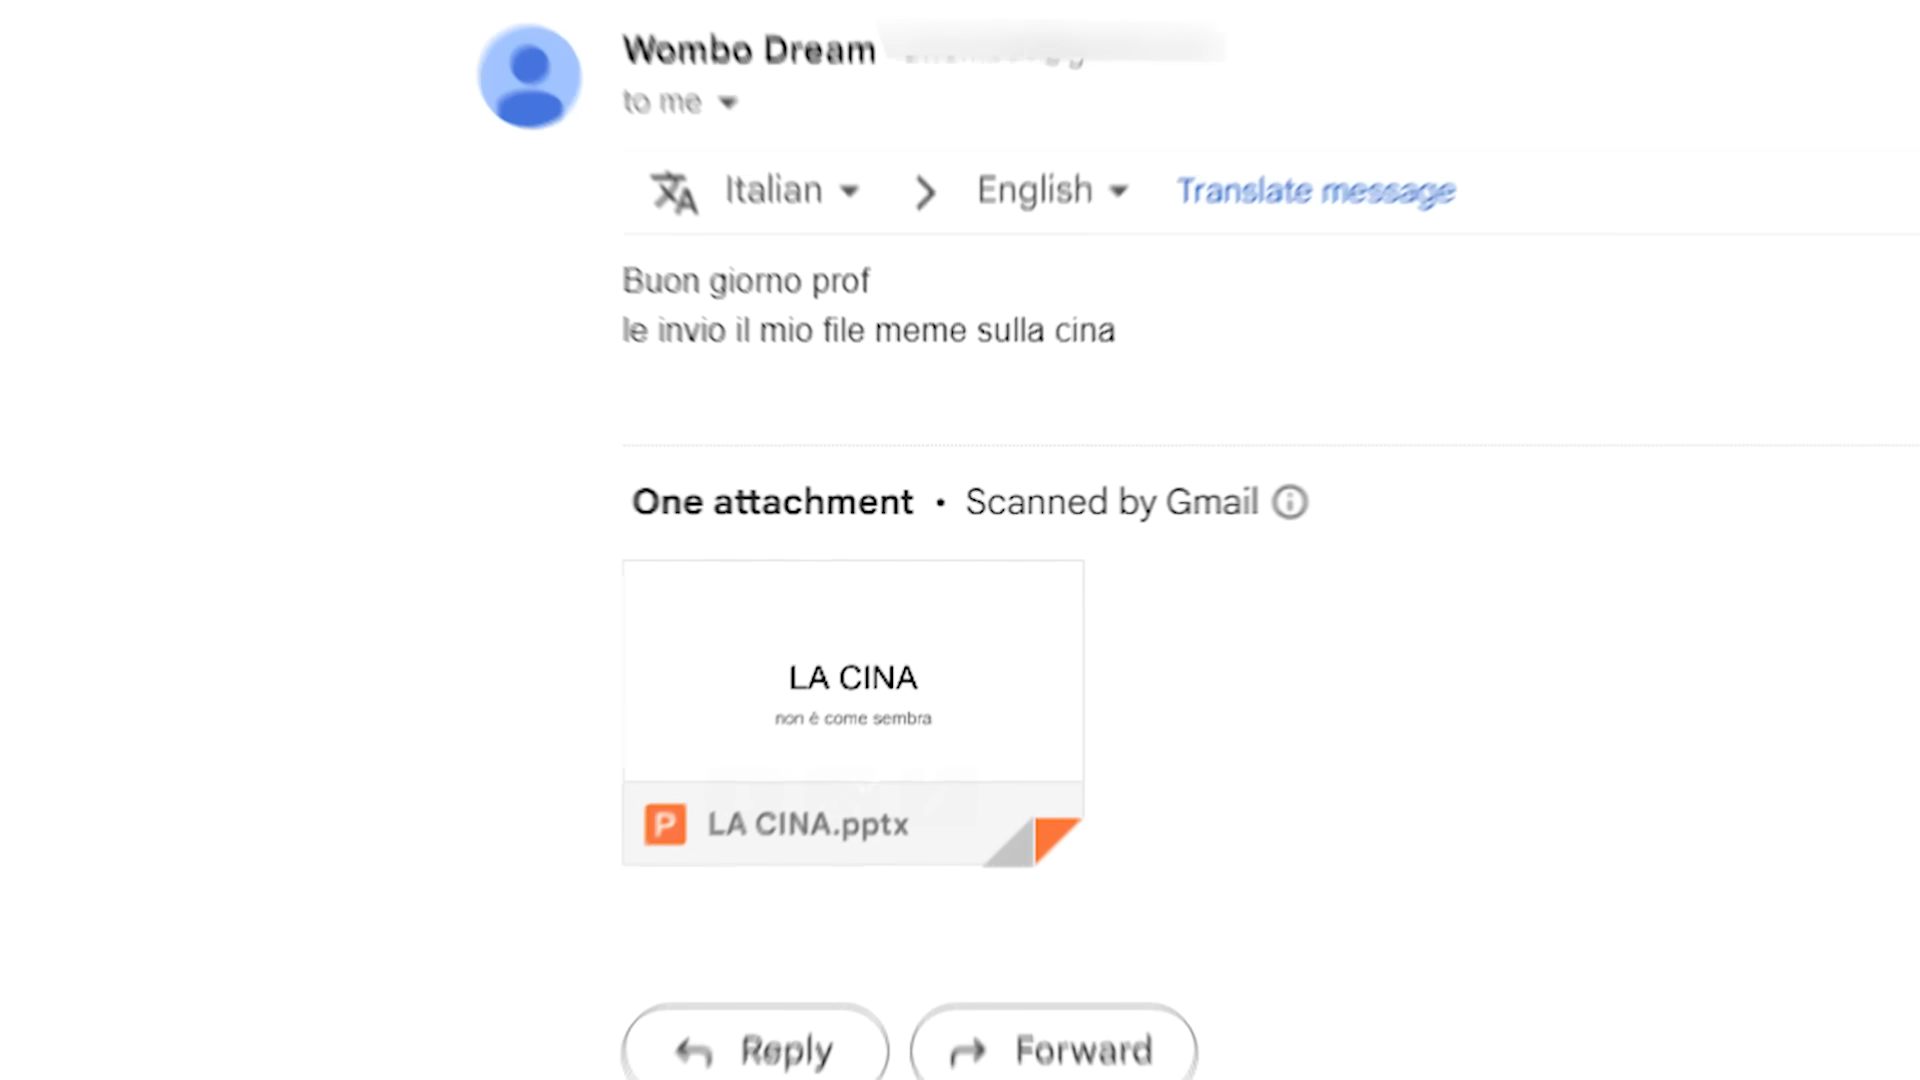 Wombo Dream
to me
Italian English Translate message
Buon giorno prof
le invio il mio file meme sulla cina
One attachment • Scanned by Gmail
LA CINA
non è come sembra
P LA CINA.pptx
Reply Forward